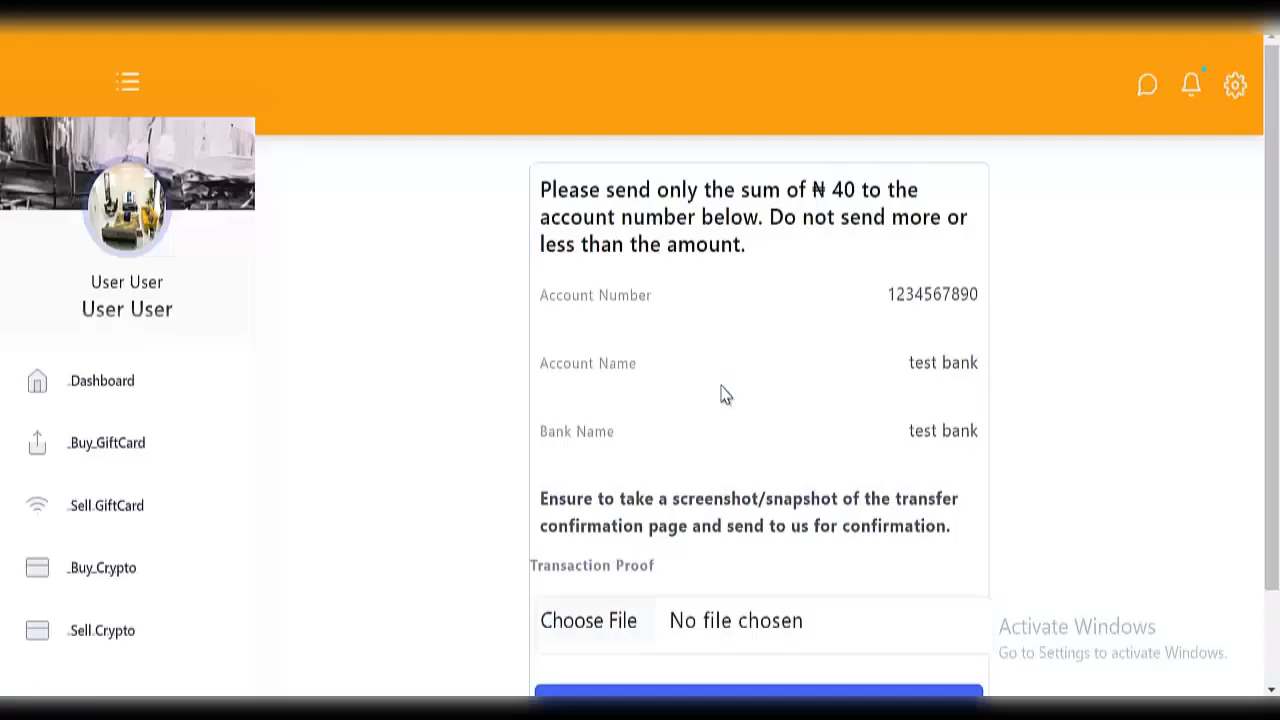 User User
User User
Dashboard
Buy GiftCard
Sell GiftCard
Buy Crypto
Sell Crypto
Please send only the sum of ₦ 40 to the
account number below. Do not send more or
less than the amount.
Account Number 1234567890
Account Name test bank
Bank Name test bank
Ensure to take a screenshot/snapshot of the transfer
confirmation page and send to us for confirmation.
Transaction Proof
Choose File No file chosen
Activate Windows
Go to Settings to activate Windows.